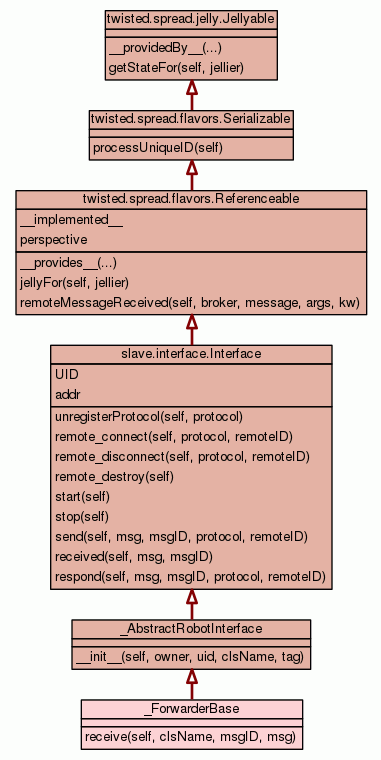 twisted.spread.jelly.Jellyable
__providedBy__(...)
getStateFor(self, jellier)
twisted.spread.flavors.Serializable
processUniqueID(self)
twisted.spread.flavors.Referenceable
__implemented__
perspective
__provides__(...)
jellyFor(self, jellier)
remoteMessageReceived(self, broker, message, args, kw)
slave.interface.Interface
UID
addr
unregisterProtocol(self, protocol)
remote_connect(self, protocol, remoteID)
remote_disconnect(self, protocol, remoteID)
remote_destroy(self)
start(self)
stop(self)
send(self, msg, msgID, protocol, remoteID)
received(self, msg, msgID)
respond(self, msg, msgID, protocol, remoteID)
_AbstractRobotInterface
__init__(self, owner, uid, clsName, tag)
_ForwarderBase
receive(self, clsName, msgID, msg)